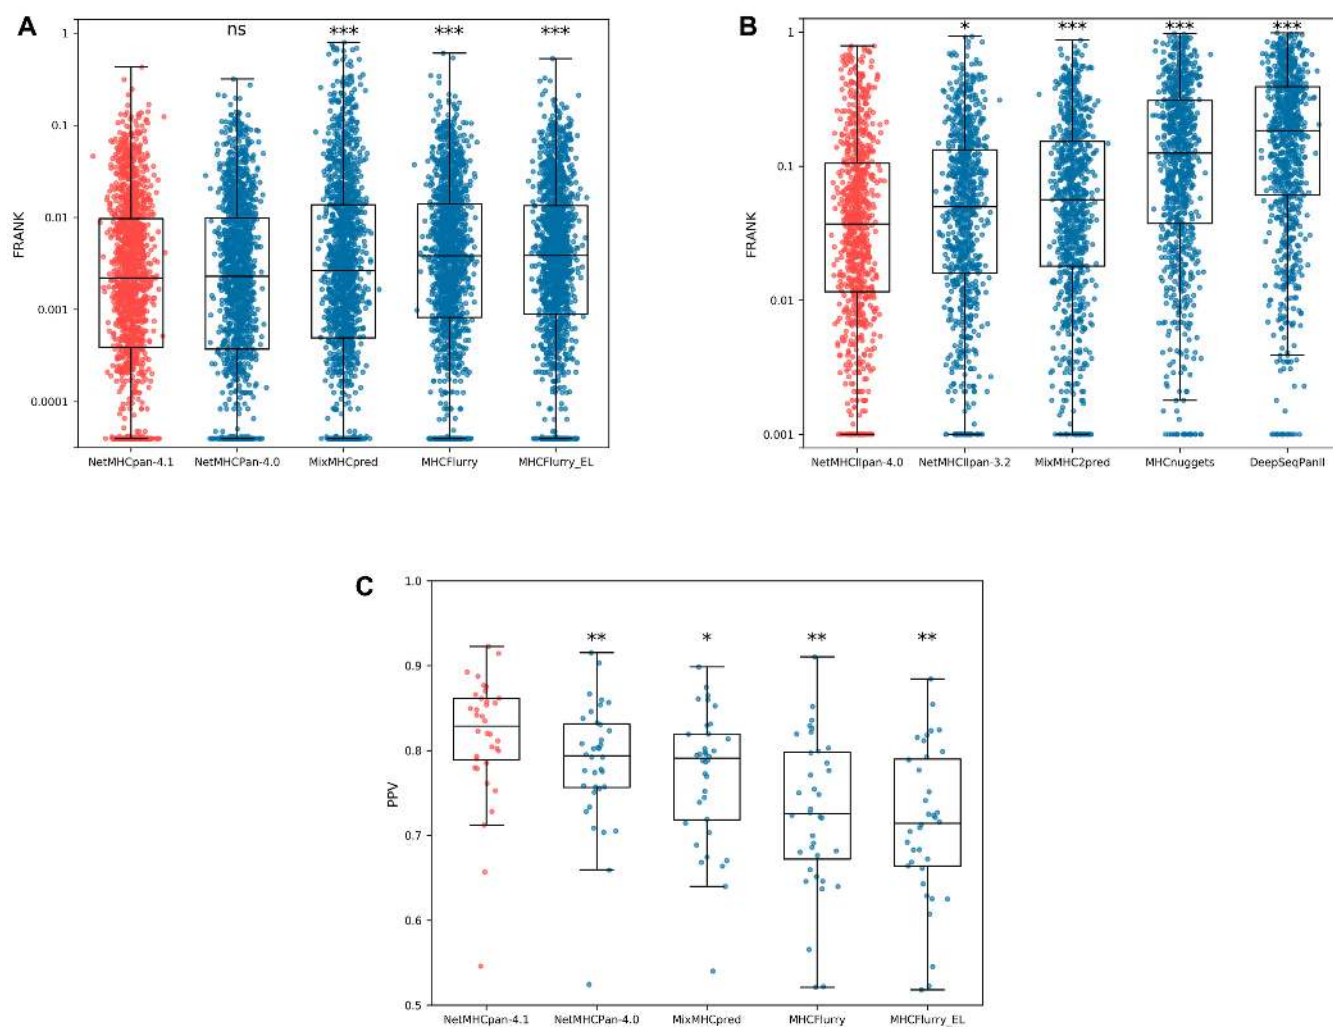 A
ns
***
***
***
1
0.1
0.01
0.001
0.0001
FRANK
NetMHCpan-4.1
NetMHCPan-4.0
MixMHCpred
MHCFlurry
MHCFlurry_EL
B
*
***
***
***
1
0.1
0.01
0.001
FRANK
NetMHCIIpan-4.0
NetMHCIIpan-3.2
MixMHC2pred
MHCnuggets
DeepSeqPanII
C
**
*
**
**
1.0
0.9
0.8
0.7
0.6
0.5
PPV
NetMHCpan-4.1
NetMHCPan-4.0
MixMHCpred
MHCFlurry
MHCFlurry_EL